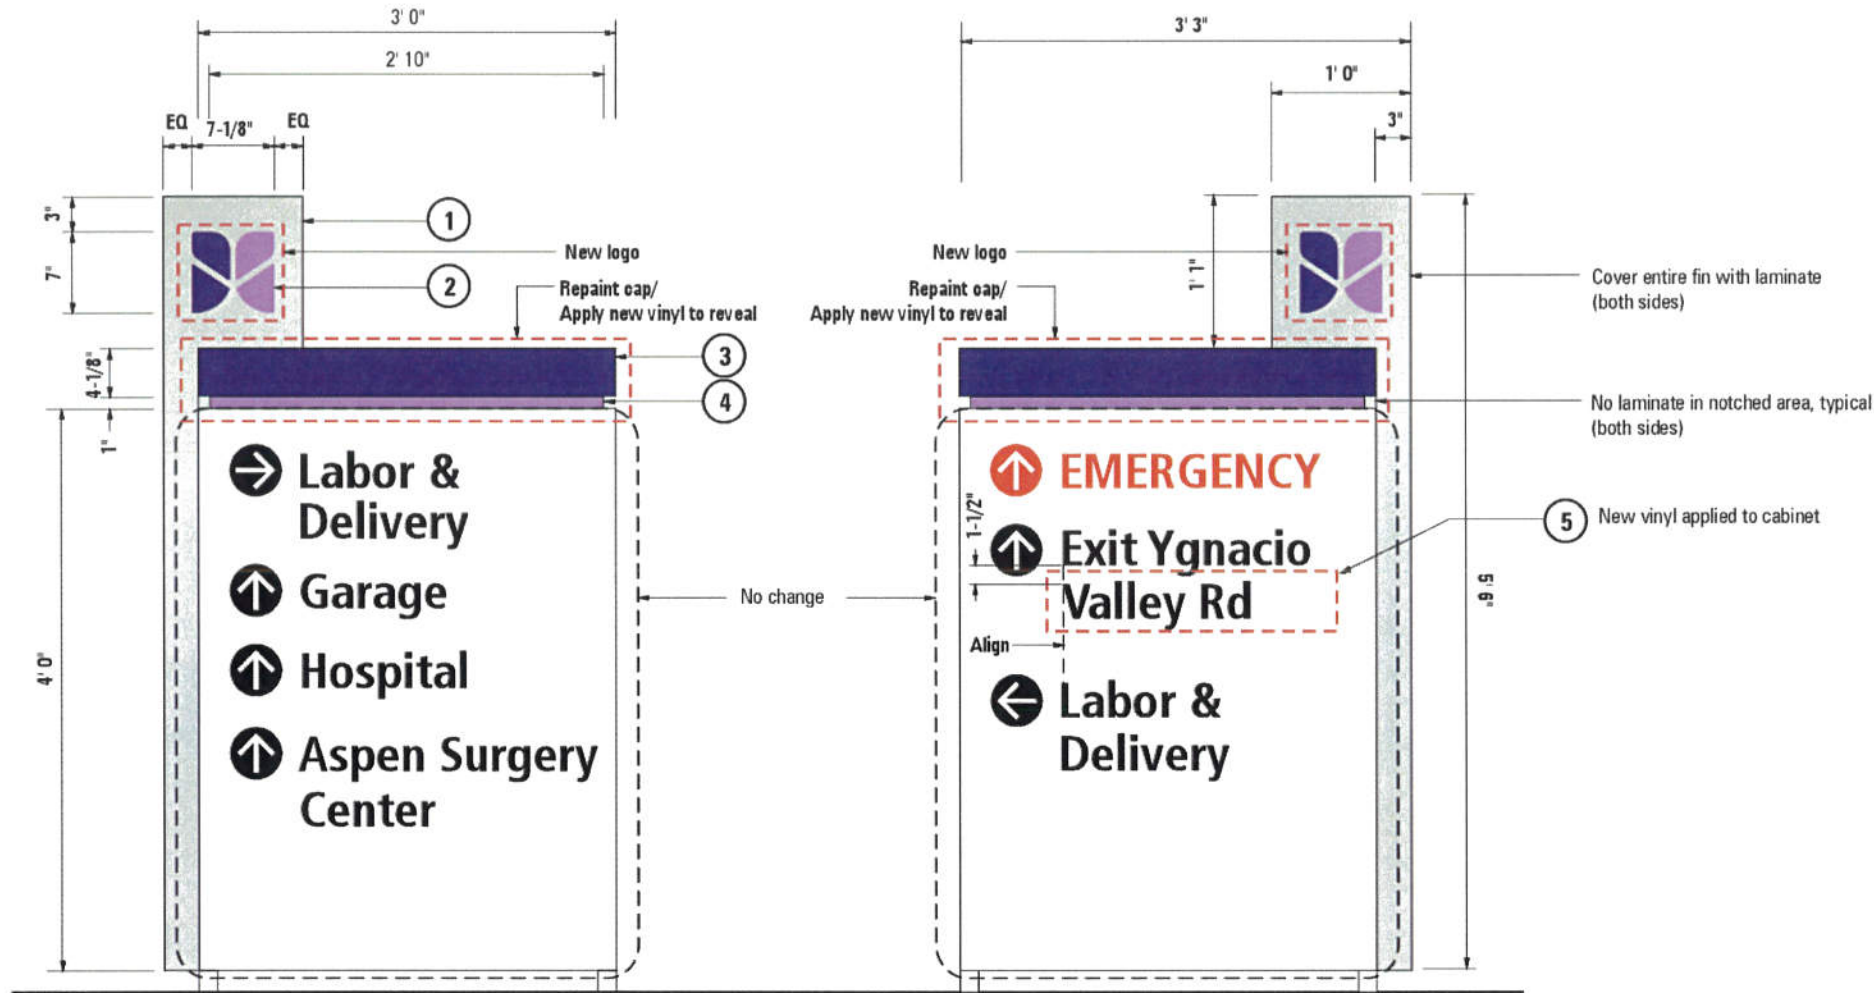 3' 0"
2' 10"
EQ 7-1/8" EQ
3"
7"
4-1/8"
1"
4' 0"
1
New logo
2
Repaint cap/
Apply new vinyl to reveal
3
4
Labor &
Delivery
Garage
Hospital
Aspen Surgery
Center
No change
3' 3"
1' 0"
3"
1' 1"
New logo
Repaint cap/
Apply new vinyl to reveal
Cover entire fin with laminate
(both sides)
No laminate in notched area, typical
(both sides)
EMERGENCY
1-1/2"
Exit Ygnacio
Valley Rd
5 New vinyl applied to cabinet
Align
Labor &
Delivery
5' 6"